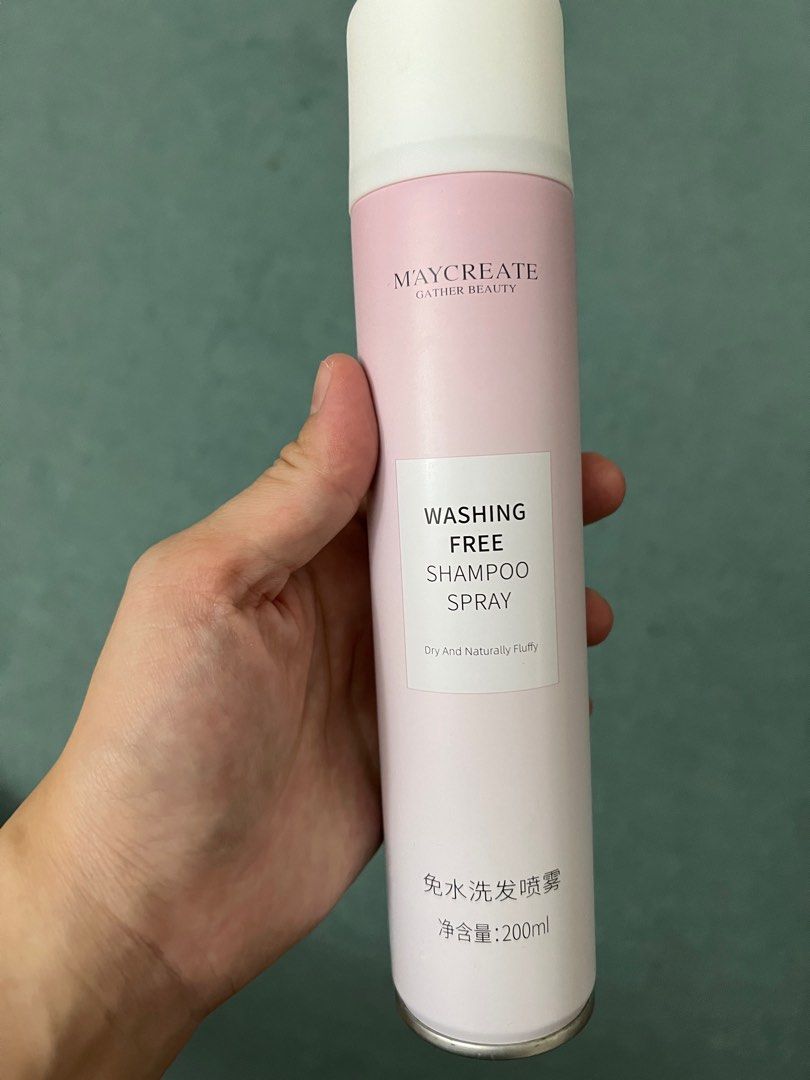 M'AYCREATE
GATHER BEAUTY
WASHING
FREE
SHAMPOO
SPRAY
Dry And Naturally Fluffy
免水洗发喷雾
净含量:200ml